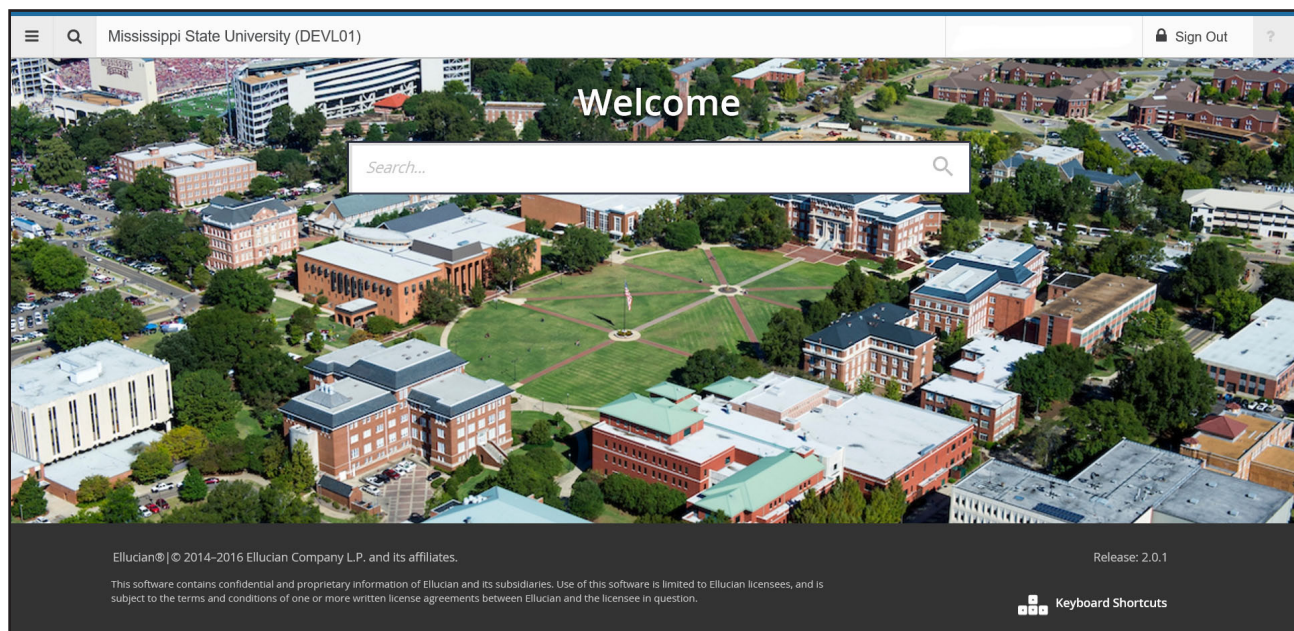 Mississippi State University (DEVL01)
Sign Out
?
Welcome
Search...
Ellucian®|© 2014–2016 Ellucian Company L.P. and its affiliates.
Release: 2.0.1
This software contains confidential and proprietary information of Ellucian and its subsidiaries. Use of this software is limited to Ellucian licensees, and is
subject to the terms and conditions of one or more written license agreements between Ellucian and the licensee in question.
Keyboard Shortcuts